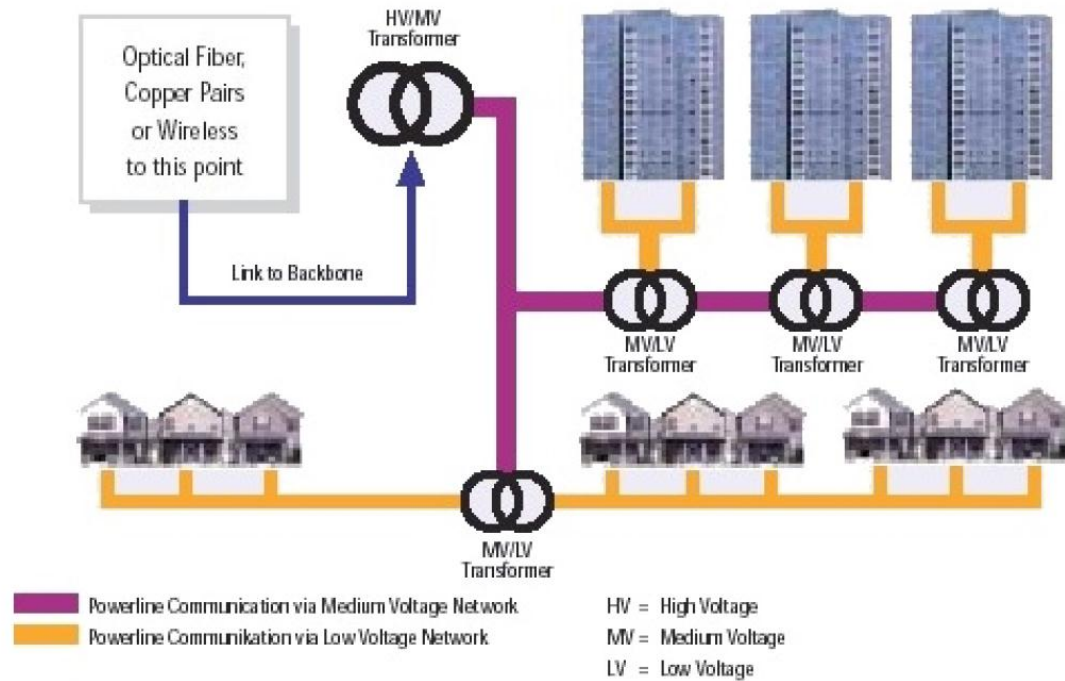 HV/MV
Transformer
Optical Fiber,
Copper Pairs
or Wireless
to this point
Link to Backbone
MV/LV
Transformer
MV/LV
Transformer
MV/LV
Transformer
MV/LV
Transformer
Powerline Communication via Medium Voltage Network
Powerline Communikation via Low Voltage Network
HV = High Voltage
MV = Medium Voltage
LV = Low Voltage